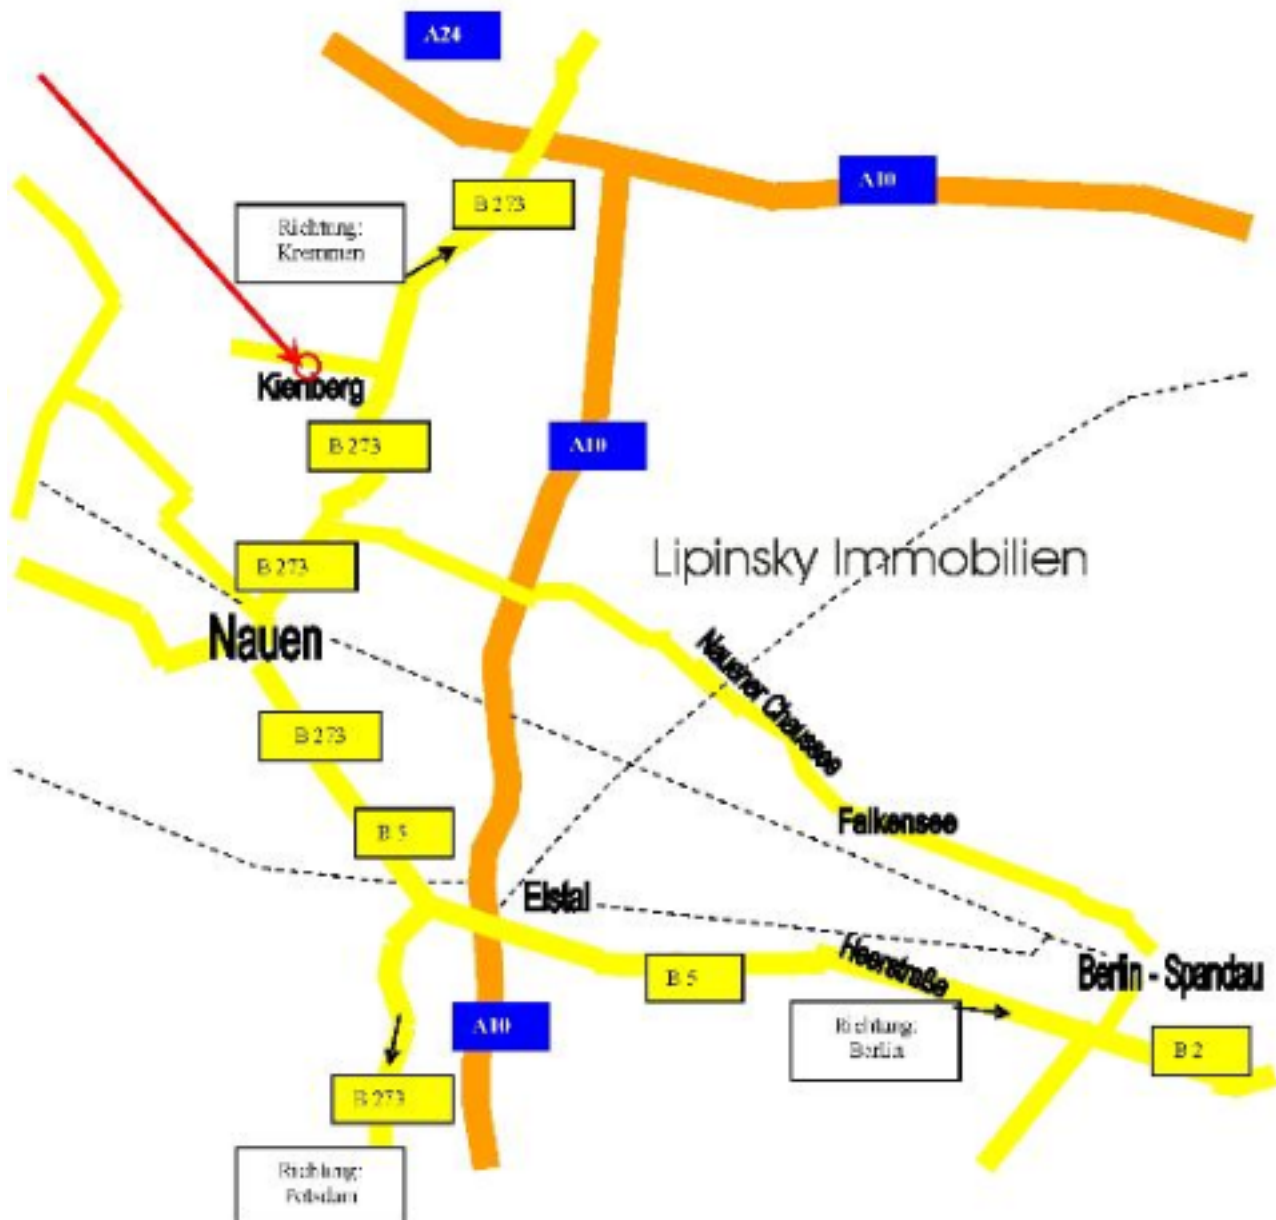 A24
A10
B 273
Richtung:
Kremmen
Kienberg
B 273
A10
Lipinsky Immobilien
B 273
Nauen
Nauener Chaussee
B 273
B 5
Falkensee
Elstal
Heerstraße
B 5
Berlin - Spandau
A10
Richtung:
Berlin
B 2
B 273
Richtung:
Potsdam